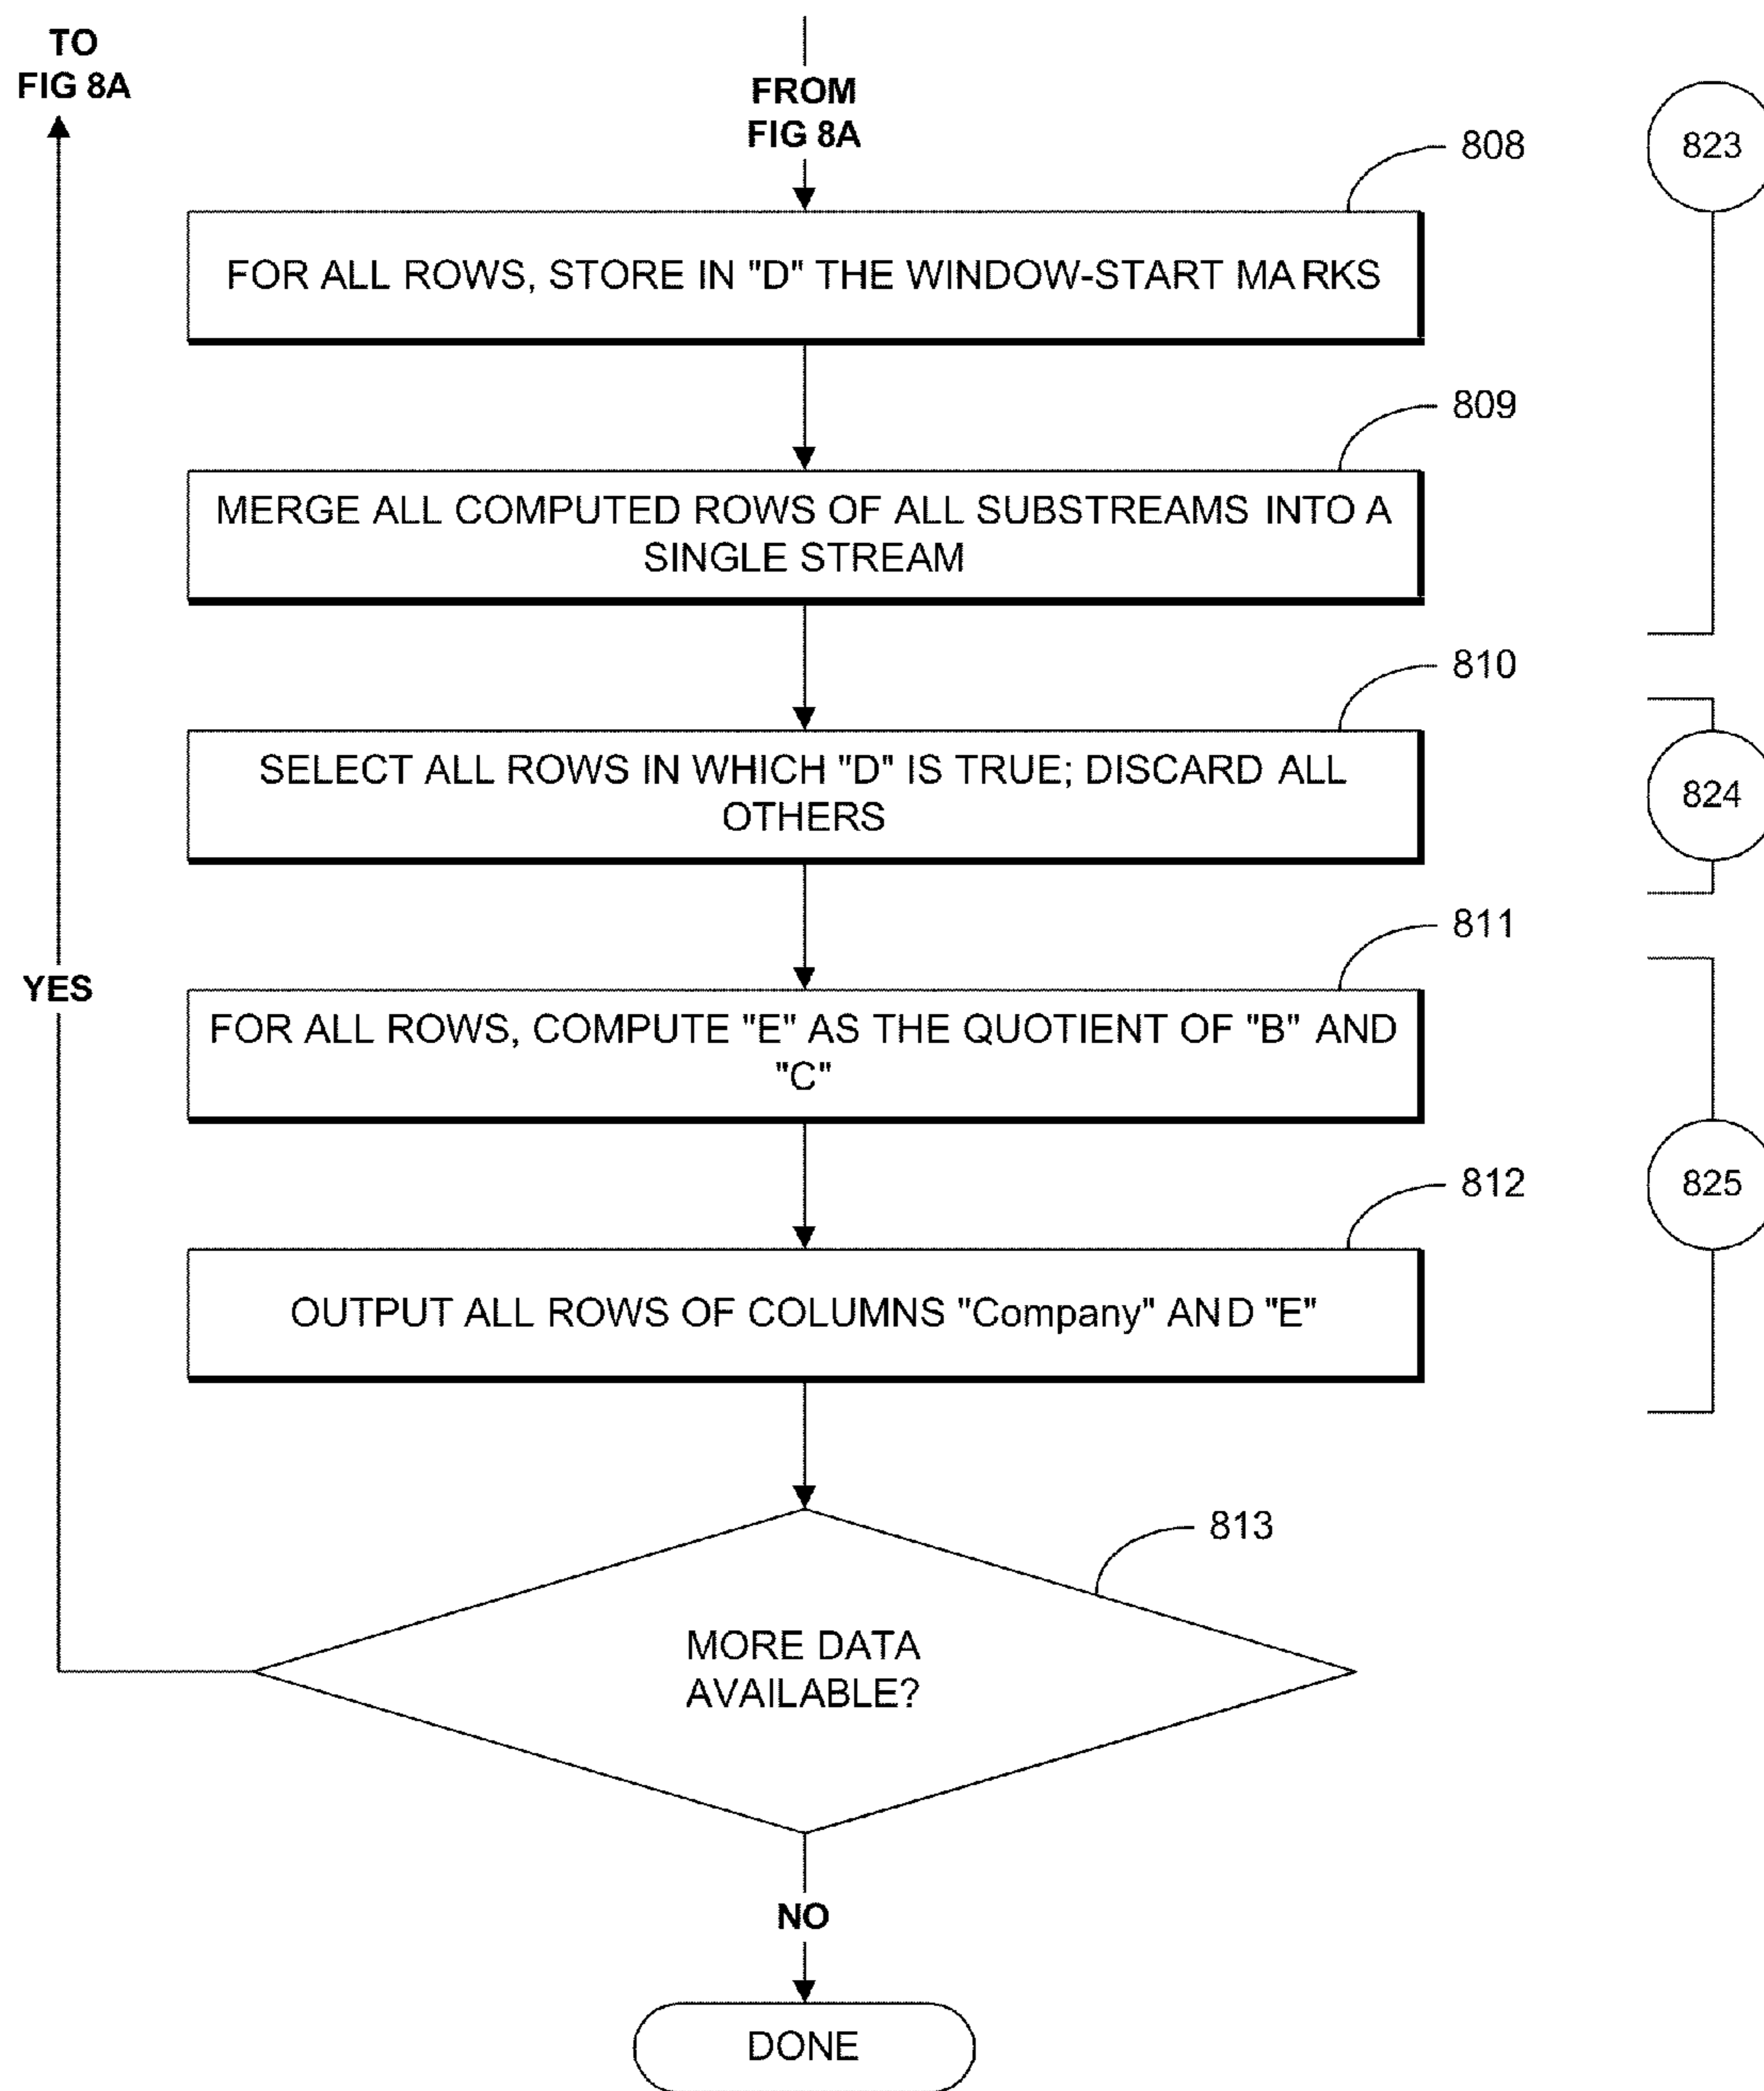 TO
FIG 8A
FROM
FIG 8A
808
823
FOR ALL ROWS, STORE IN "D" THE WINDOW-START MARKS
809
MERGE ALL COMPUTED ROWS OF ALL SUBSTREAMS INTO A
SINGLE STREAM
810
SELECT ALL ROWS IN WHICH "D" IS TRUE; DISCARD ALL
OTHERS
824
811
YES
FOR ALL ROWS, COMPUTE "E" AS THE QUOTIENT OF "B" AND
"C"
812
825
OUTPUT ALL ROWS OF COLUMNS "Company" AND "E"
813
MORE DATA
AVAILABLE?
NO
DONE